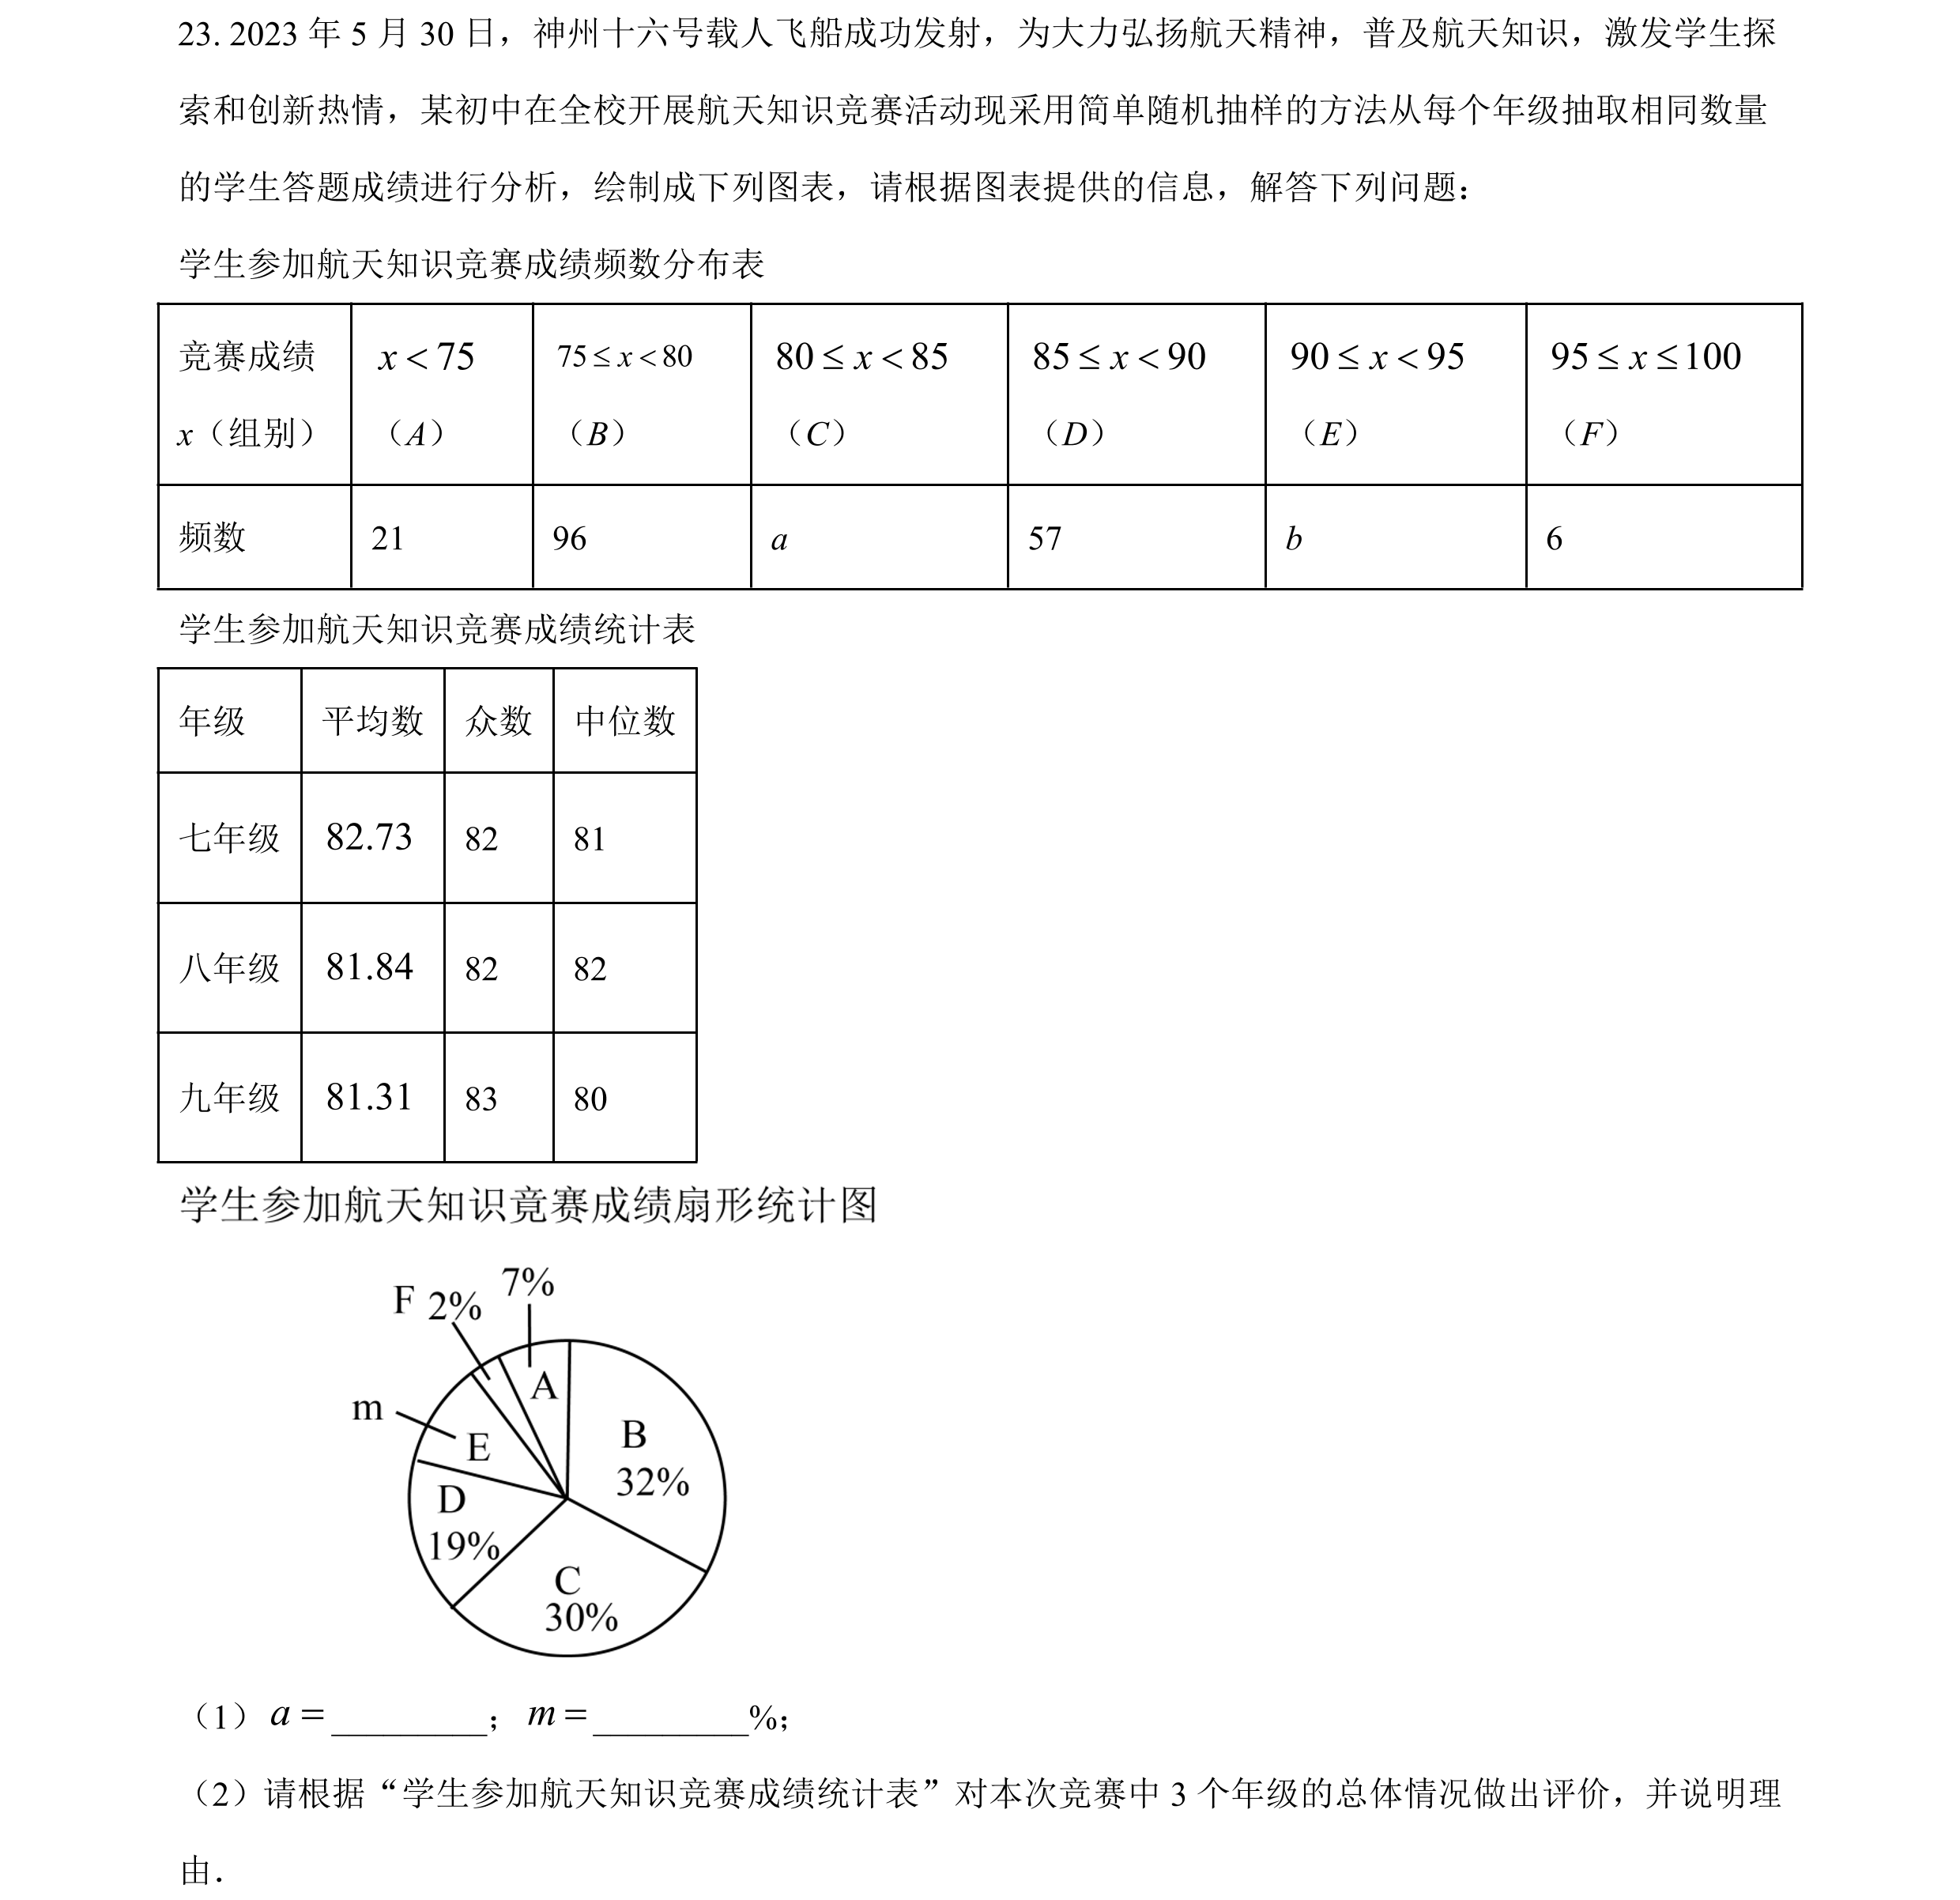 23. 2023 年 5 月 30 日，神州十六号载人飞船成功发射，为大力弘扬航天精神，普及航天知识，激发学生探
索和创新热情，某初中在全校开展航天知识竞赛活动现采用简单随机抽样的方法从每个年级抽取相同数量
的学生答题成绩进行分析，绘制成下列图表，请根据图表提供的信息，解答下列问题：
学生参加航天知识竞赛成绩频数分布表
竞赛成绩 x < 75 75 ≤ x < 80 80 ≤ x < 85 85 ≤ x < 90 90 ≤ x < 95 95 ≤ x ≤ 100
x（组别） （A） （B） （C） （D） （E） （F）
频数 21 96 a 57 b 6
学生参加航天知识竞赛成绩统计表
年级 平均数 众数 中位数
七年级 82.73 82 81
八年级 81.84 82 82
九年级 81.31 83 80
学生参加航天知识竟赛成绩扇形统计图
7%
F 2%
A
m
B
E
32%
D
19%
C
30%
（1）a = ________；m = ________%；
（2）请根据“学生参加航天知识竞赛成绩统计表”对本次竞赛中 3 个年级的总体情况做出评价，并说明理
由．